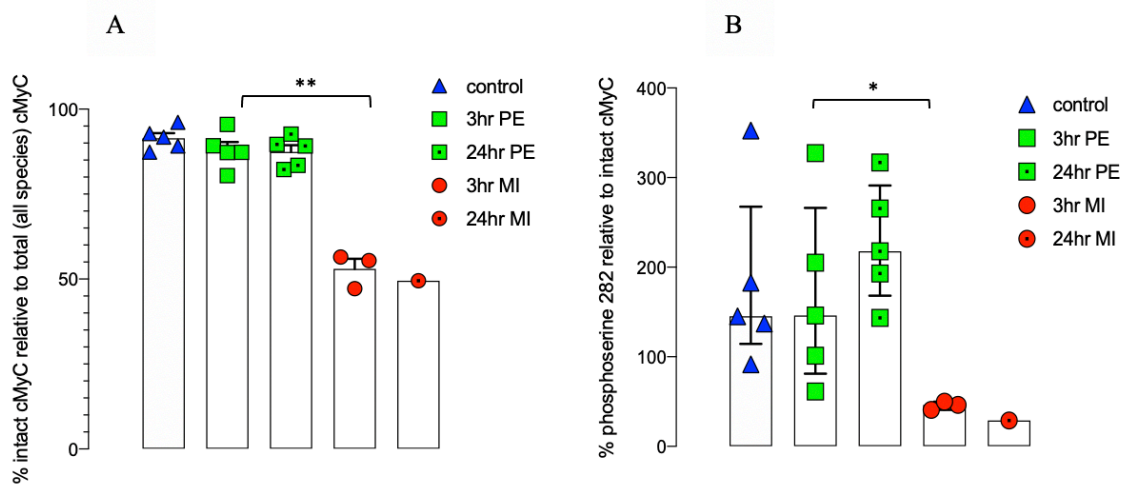 A
B
% intact cMyC relative to total (all species) cMyC
100
50
0
**
control
3hr PE
24hr PE
3hr MI
24hr MI
% phosphoserine 282 relative to intact cMyC
400
300
200
100
0
*
control
3hr PE
24hr PE
3hr MI
24hr MI